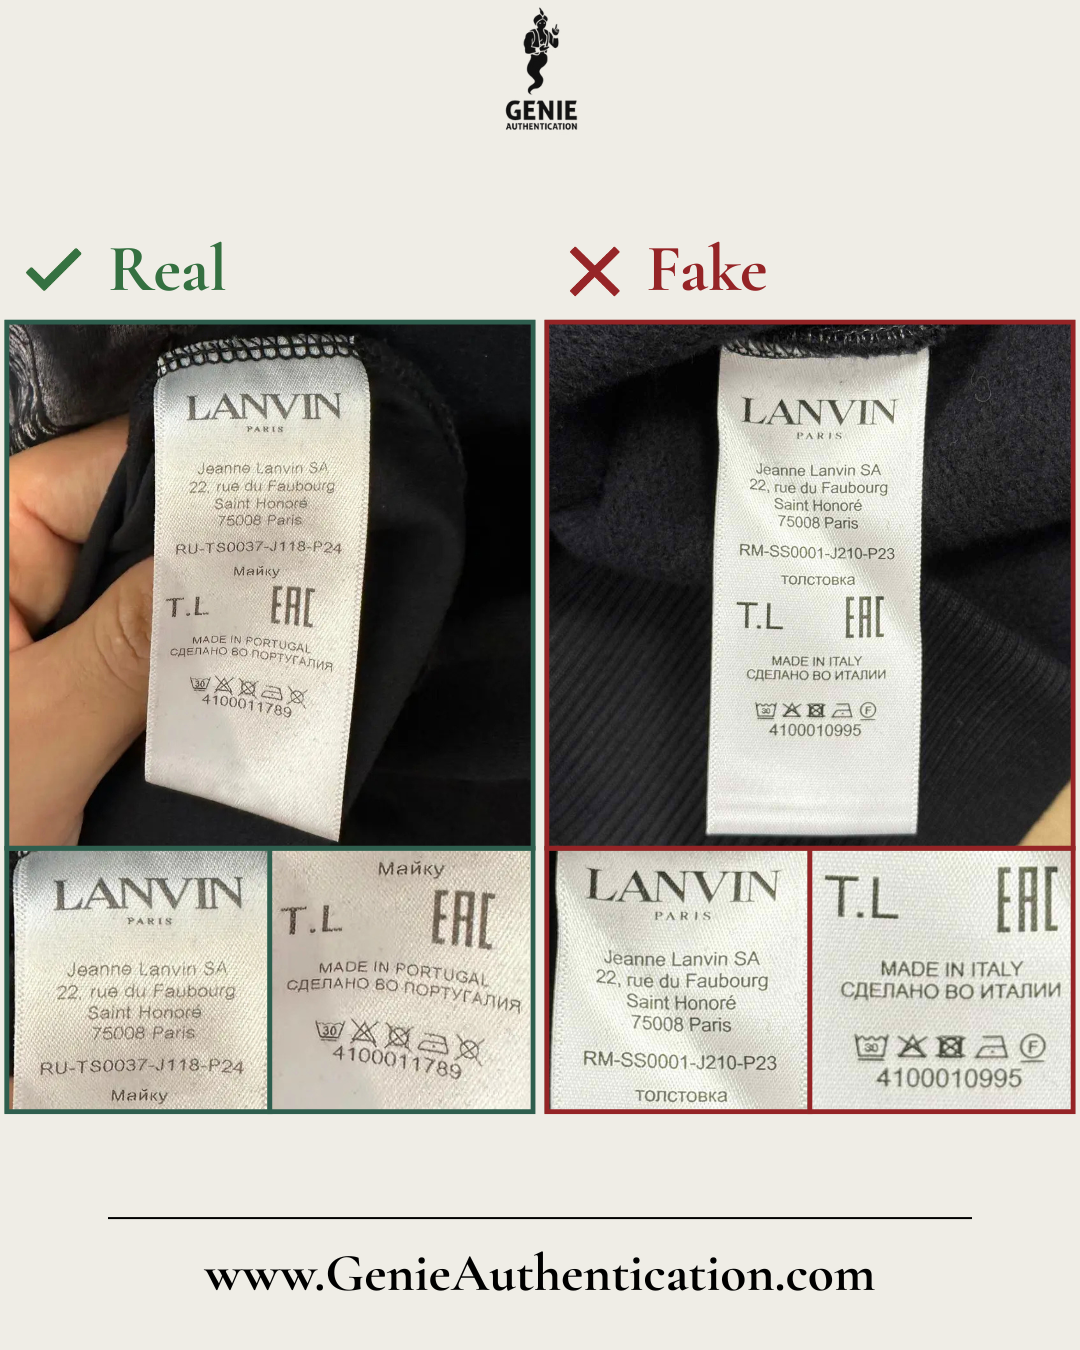 GENIE
AUTHENTICATION
Real
Fake
LANVIN
PARIS
Jeanne Lanvin SA
22, rue du Faubourg
Saint Honoré
75008 Paris
RU-TS0037-J118-P24
Майку
T.L EAC
MADE IN PORTUGAL
СДЕЛАНО ВО ПОРТУГАЛИЯ
30
4100011789
LANVIN
PARIS
Jeanne Lanvin SA
22, rue du Faubourg
Saint Honoré
75008 Paris
RM-SS0001-J210-P23
толстовка
T.L EAC
MADE IN ITALY
СДЕЛАНО ВО ИТАЛИИ
30 F
4100010995
LANVIN
PARIS
Jeanne Lanvin SA
22, rue du Faubourg
Saint Honoré
75008 Paris
RU-TS0037-J118-P24
Майку
Майку
T.L EAC
MADE IN PORTUGAL
СДЕЛАНО ВО ПОРТУГАЛИЯ
30
4100011789
LANVIN
PARIS
Jeanne Lanvin SA
22, rue du Faubourg
Saint Honoré
75008 Paris
RM-SS0001-J210-P23
толстовка
T.L EAC
MADE IN ITALY
СДЕЛАНО ВО ИТАЛИИ
30 F
4100010995
www.GenieAuthentication.com